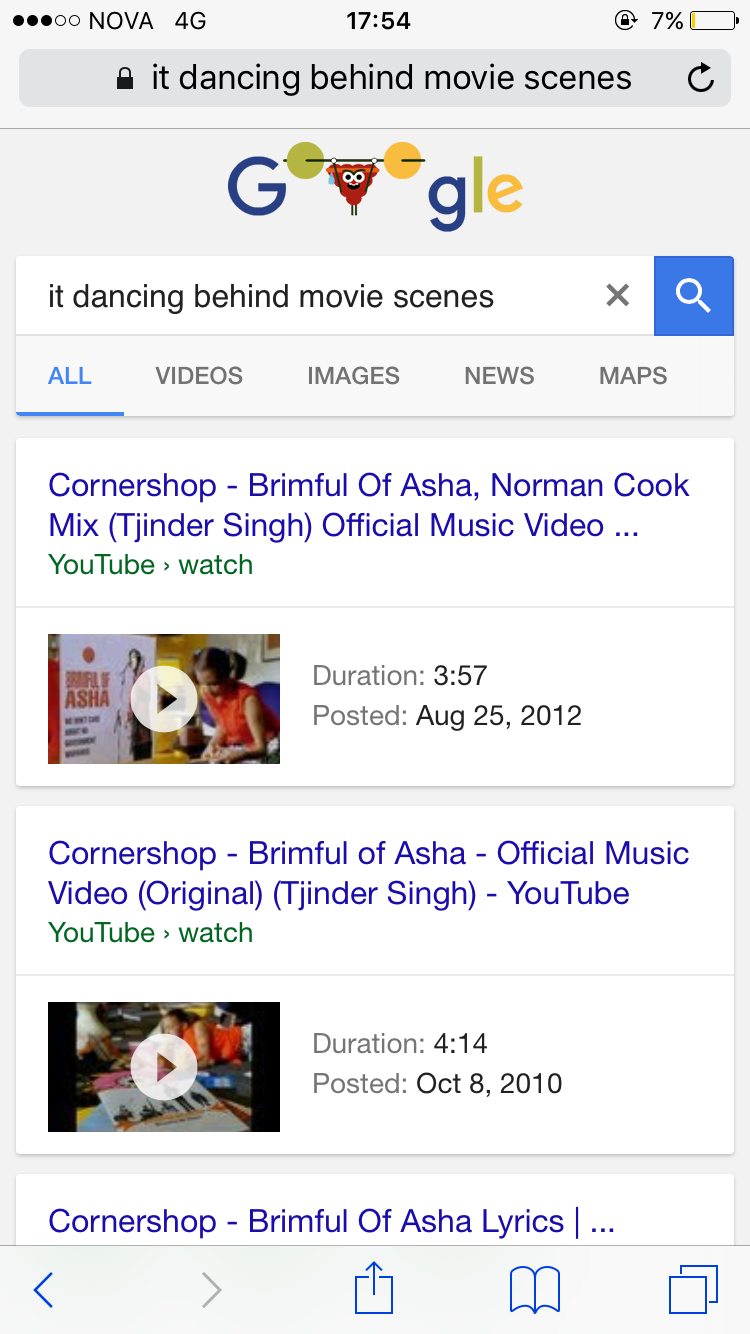 NOVA 4G 17:54 7%
it dancing behind movie scenes
Google
it dancing behind movie scenes
ALL VIDEOS IMAGES NEWS MAPS
Cornershop - Brimful Of Asha, Norman Cook
Mix (Tjinder Singh) Official Music Video ...
YouTube › watch
BRIMFUL OF
ASHA
Duration: 3:57
Posted: Aug 25, 2012
Cornershop - Brimful of Asha - Official Music
Video (Original) (Tjinder Singh) - YouTube
YouTube › watch
Duration: 4:14
Posted: Oct 8, 2010
Cornershop - Brimful Of Asha Lyrics | ...